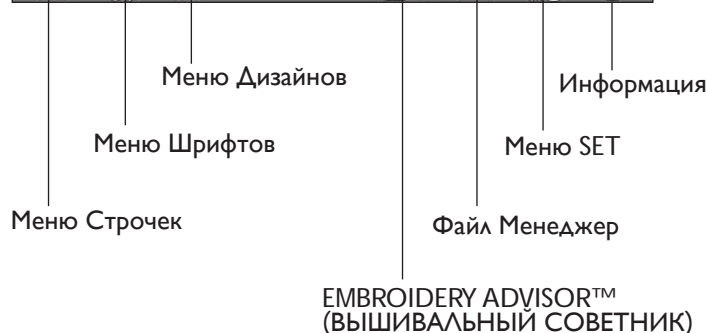 Меню Дизайнов
Информация
Меню Шрифтов
Меню SET
Меню Строчек
Файл Менеджер
EMBROIDERY ADVISOR™
(ВЫШИВАЛЬНЫЙ СОВЕТНИК)